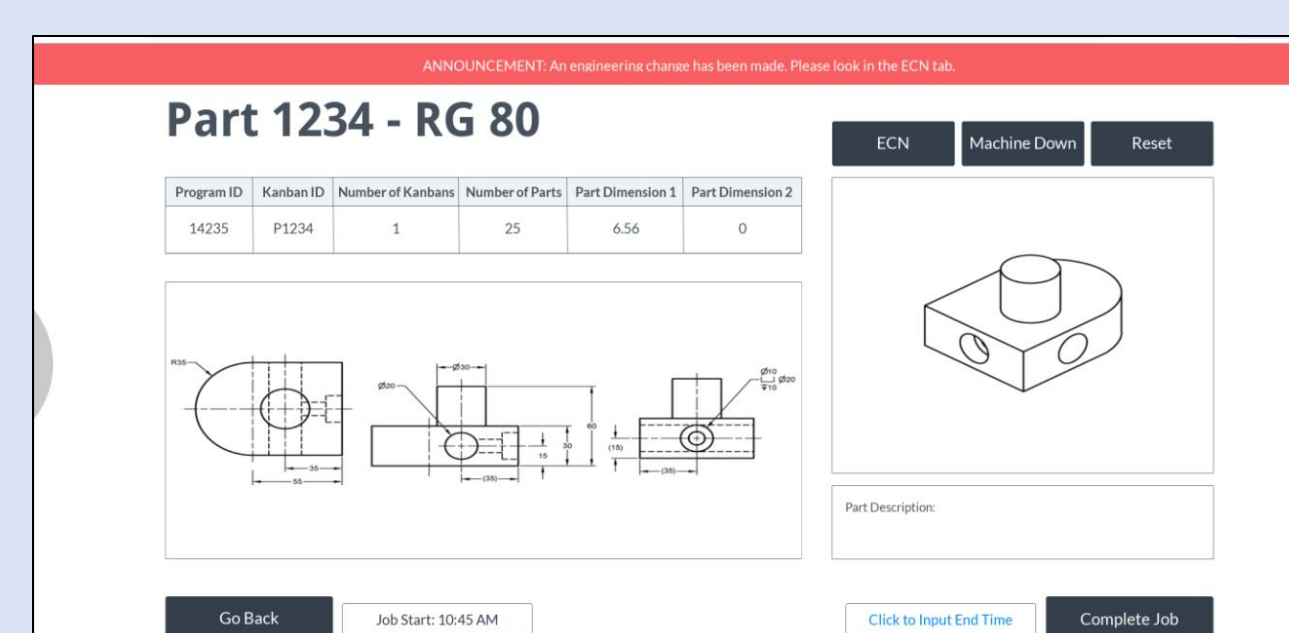 ANNOUNCEMENT: An engineering change has been made. Please look in the ECN tab.
Part 1234 - RG 80
ECN
Machine Down
Reset
Program ID Kanban ID Number of Kanbans Number of Parts Part Dimension 1 Part Dimension 2
14235 P1234 1 25 6.56 0
R35
35
55
Ø20
Ø30
60
30
15
(35)
Ø10
⌴ Ø20
↧10
(15)
(35)
Part Description:
Go Back
Job Start: 10:45 AM
Click to Input End Time
Complete Job